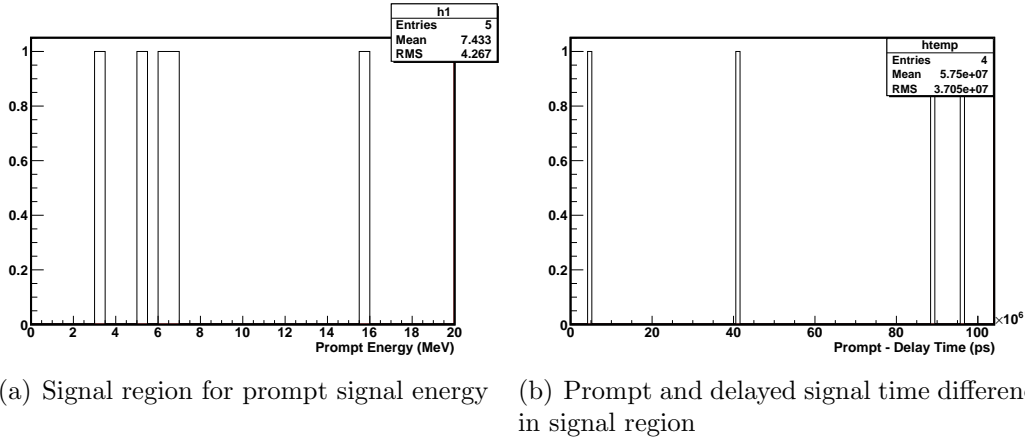 h1
Entries 5
Mean 7.433
RMS 4.267
1
0.8
0.6
0.4
0.2
0
0 2 4 6 8 10 12 14 16 18 20
Prompt Energy (MeV)
(a) Signal region for prompt signal energy
htemp
Entries 4
Mean 5.75e+07
RMS 3.705e+07
1
0.8
0.6
0.4
0.2
0
0 20 40 60 80 100 ×10⁶
Prompt - Delay Time (ps)
(b) Prompt and delayed signal time differen
in signal region